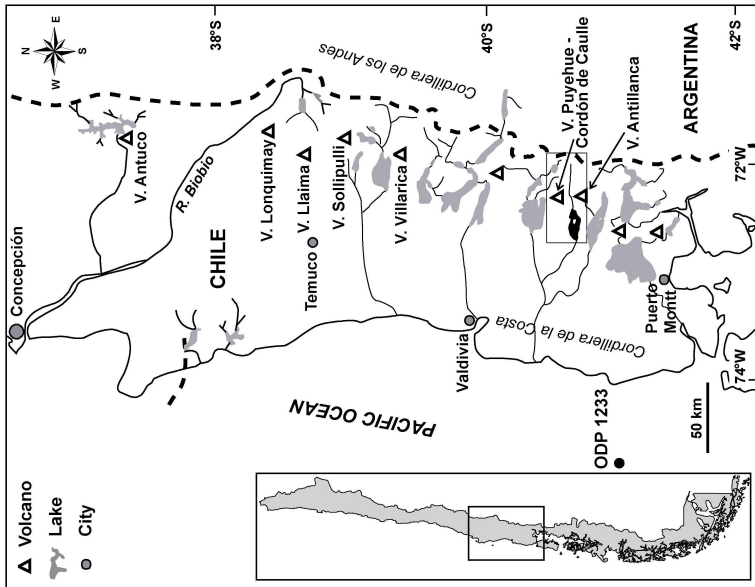 Volcano
Lake
City
N
S
W
E
38°S
40°S
42°S
72°W
74°W
Concepción
V. Antuco
R. Biobio
CHILE
V. Lonquimay
V. Llaima
Temuco
V. Sollipulli
V. Villarica
Cordillera de los Andes
PACIFIC OCEAN
Valdivia
Cordillera de la Costa
V. Puyehue -
Cordón de Caulle
V. Antillanca
ARGENTINA
Puerto
Montt
ODP 1233
50 km